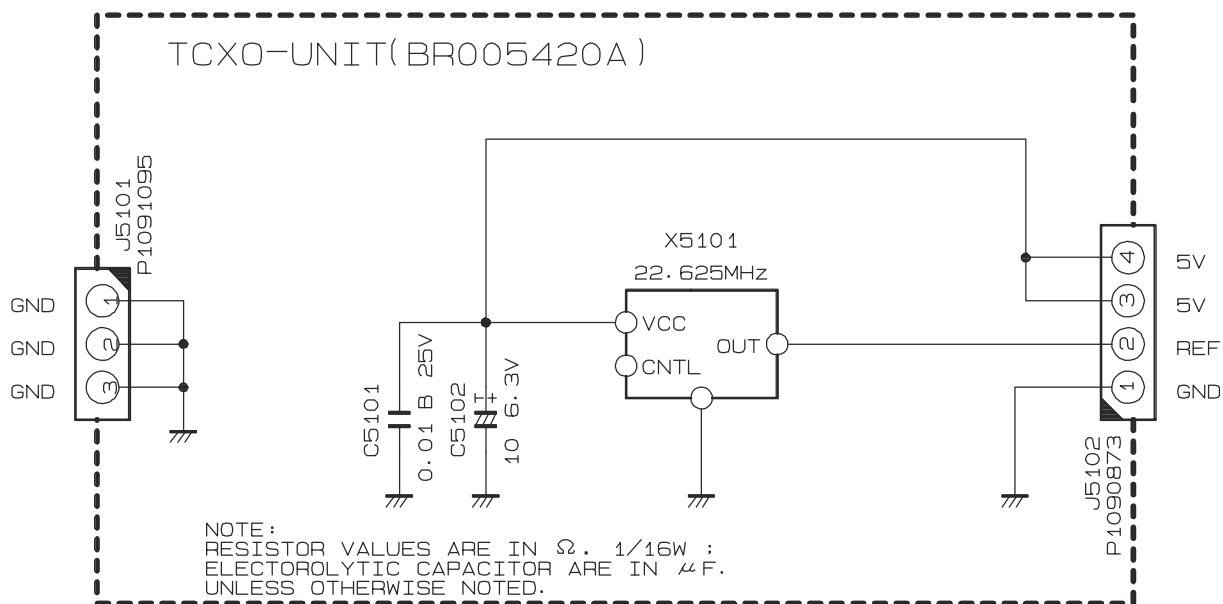 TCXO-UNIT(BR005420A)
J5101
P1091095
GND
1
GND
2
GND
3
X5101
22.625MHz
VCC
CNTL
OUT
C5101
0.01 B 25V
C5102
10 6.3V
+
4
5V
3
5V
2
REF
1
GND
J5102
P1090873
NOTE:
RESISTOR VALUES ARE IN Ω. 1/16W ;
ELECTOROLYTIC CAPACITOR ARE IN μF.
UNLESS OTHERWISE NOTED.